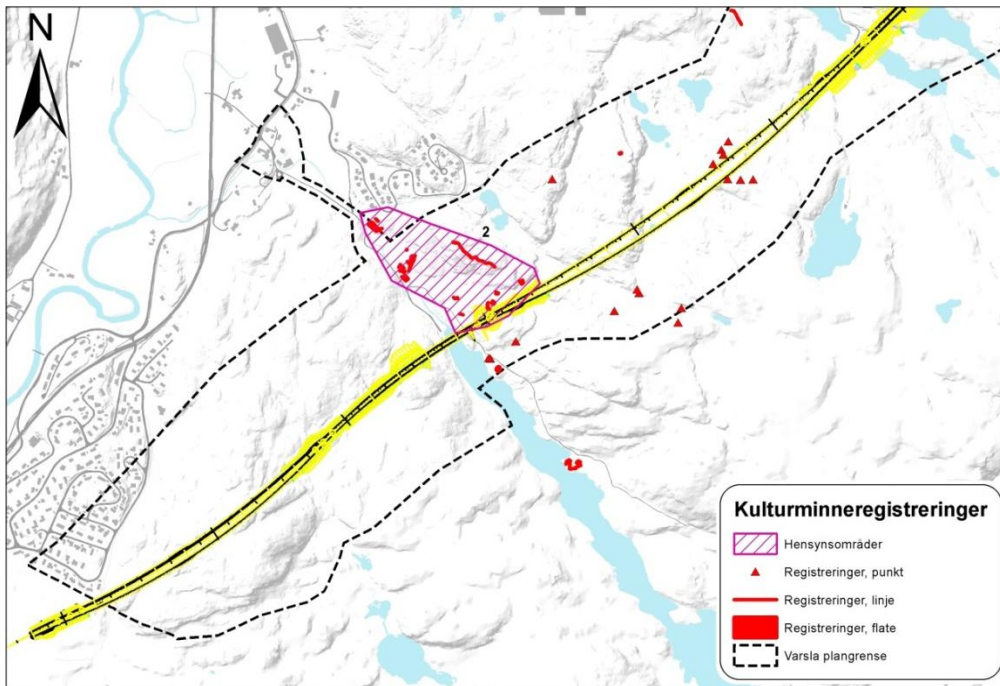 N
2
Kulturminneregistreringer
Hensynsområder
Registreringer, punkt
Registreringer, linje
Registreringer, flate
Varsla plangrense